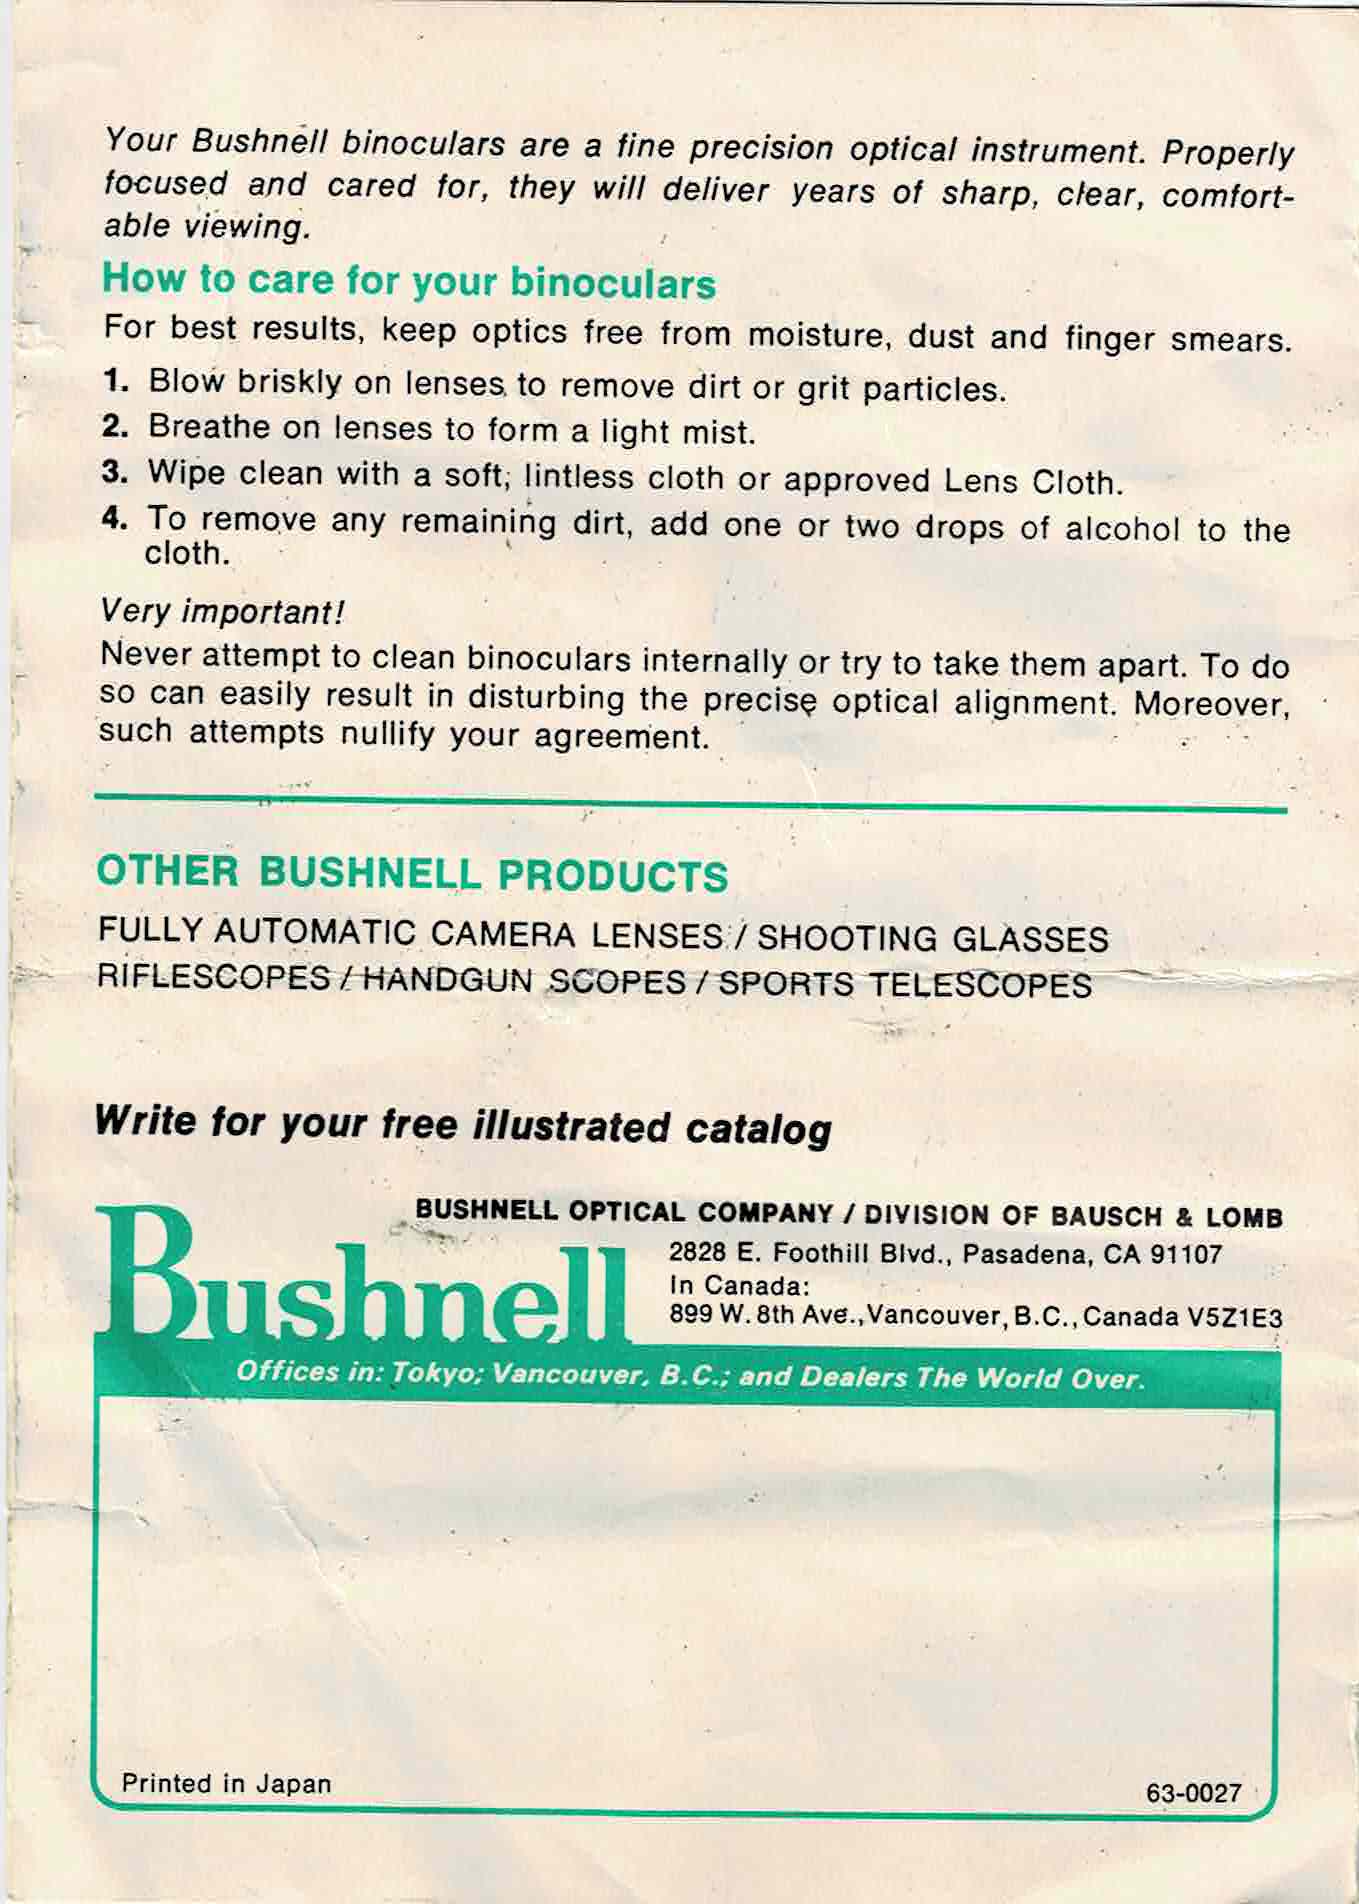 Your Bushnell binoculars are a fine precision optical instrument. Properly
focused and cared for, they will deliver years of sharp, clear, comfort-
able viewing.
How to care for your binoculars
For best results, keep optics free from moisture, dust and finger smears.
1. Blow briskly on lenses to remove dirt or grit particles.
2. Breathe on lenses to form a light mist.
3. Wipe clean with a soft, lintless cloth or approved Lens Cloth.
4. To remove any remaining dirt, add one or two drops of alcohol to the
cloth.
Very important!
Never attempt to clean binoculars internally or try to take them apart. To do
so can easily result in disturbing the precise optical alignment. Moreover,
such attempts nullify your agreement.
OTHER BUSHNELL PRODUCTS
FULLY AUTOMATIC CAMERA LENSES / SHOOTING GLASSES
RIFLESCOPES / HANDGUN SCOPES / SPORTS TELESCOPES
Write for your free illustrated catalog
Bushnell
BUSHNELL OPTICAL COMPANY / DIVISION OF BAUSCH & LOMB
2828 E. Foothill Blvd., Pasadena, CA 91107
In Canada:
899 W. 8th Ave., Vancouver, B.C., Canada V5Z1E3
Offices in: Tokyo; Vancouver, B.C.; and Dealers The World Over.
Printed in Japan
63-0027